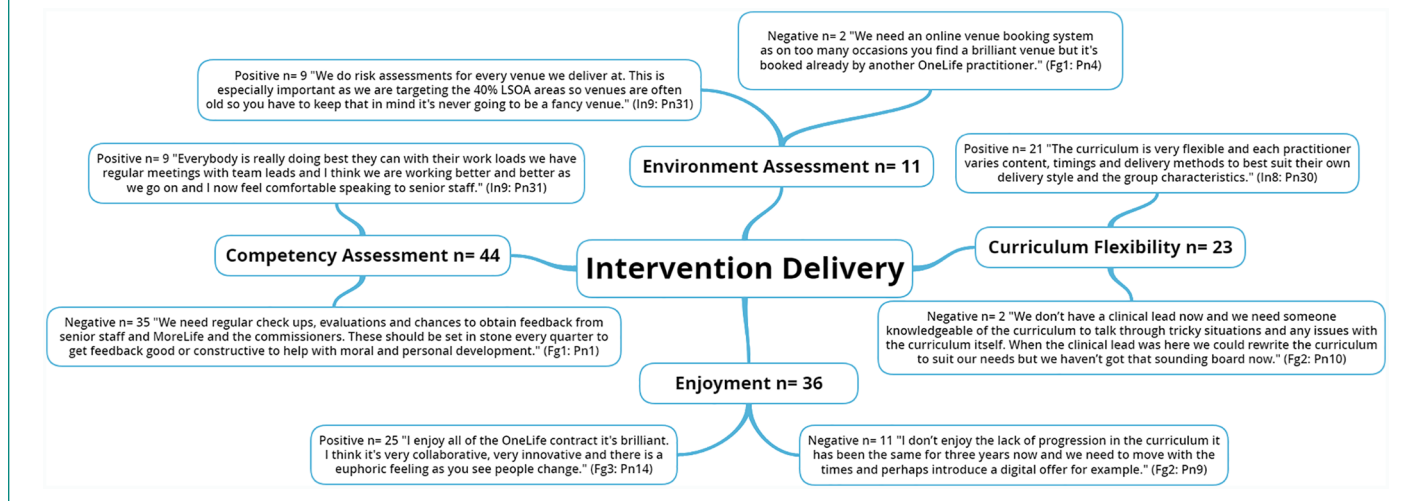 Negative n= 2 "We need an online venue booking system
as on too many occasions you find a brilliant venue but it's
booked already by another OneLife practitioner." (Fg1: Pn4)
Positive n= 9 "We do risk assessments for every venue we deliver at. This is
especially important as we are targeting the 40% LSOA areas so venues are often
old so you have to keep that in mind it's never going to be a fancy venue." (In9: Pn31)
Environment Assessment n= 11
Positive n= 9 "Everybody is really doing best they can with their work loads we have
regular meetings with team leads and I think we are working better and better as
we go on and I now feel comfortable speaking to senior staff." (In9: Pn31)
Positive n= 21 "The curriculum is very flexible and each practitioner
varies content, timings and delivery methods to best suit their own
delivery style and the group characteristics." (In8: Pn30)
Competency Assessment n= 44
Intervention Delivery
Curriculum Flexibility n= 23
Negative n= 35 "We need regular check ups, evaluations and chances to obtain feedback from
senior staff and MoreLife and the commissioners. These should be set in stone every quarter to
get feedback good or constructive to help with moral and personal development." (Fg1: Pn1)
Negative n= 2 "We don't have a clinical lead now and we need someone
knowledgeable of the curriculum to talk through tricky situations and any issues with
the curriculum itself. When the clinical lead was here we could rewrite the curriculum
to suit our needs but we haven't got that sounding board now." (Fg2: Pn10)
Enjoyment n= 36
Positive n= 25 "I enjoy all of the OneLife contract it's brilliant.
I think it's very collaborative, very innovative and there is a
euphoric feeling as you see people change." (Fg3: Pn14)
Negative n= 11 "I don't enjoy the lack of progression in the curriculum it
has been the same for three years now and we need to move with the
times and perhaps introduce a digital offer for example." (Fg2: Pn9)